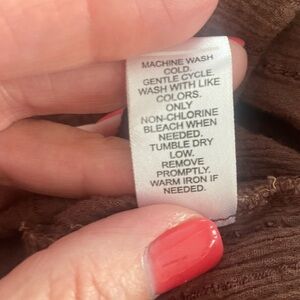 MACHINE WASH
COLD.
GENTLE CYCLE.
WASH WITH LIKE
COLORS.
ONLY
NON-CHLORINE
BLEACH WHEN
NEEDED.
TUMBLE DRY
LOW.
REMOVE
PROMPTLY.
WARM IRON IF
NEEDED.